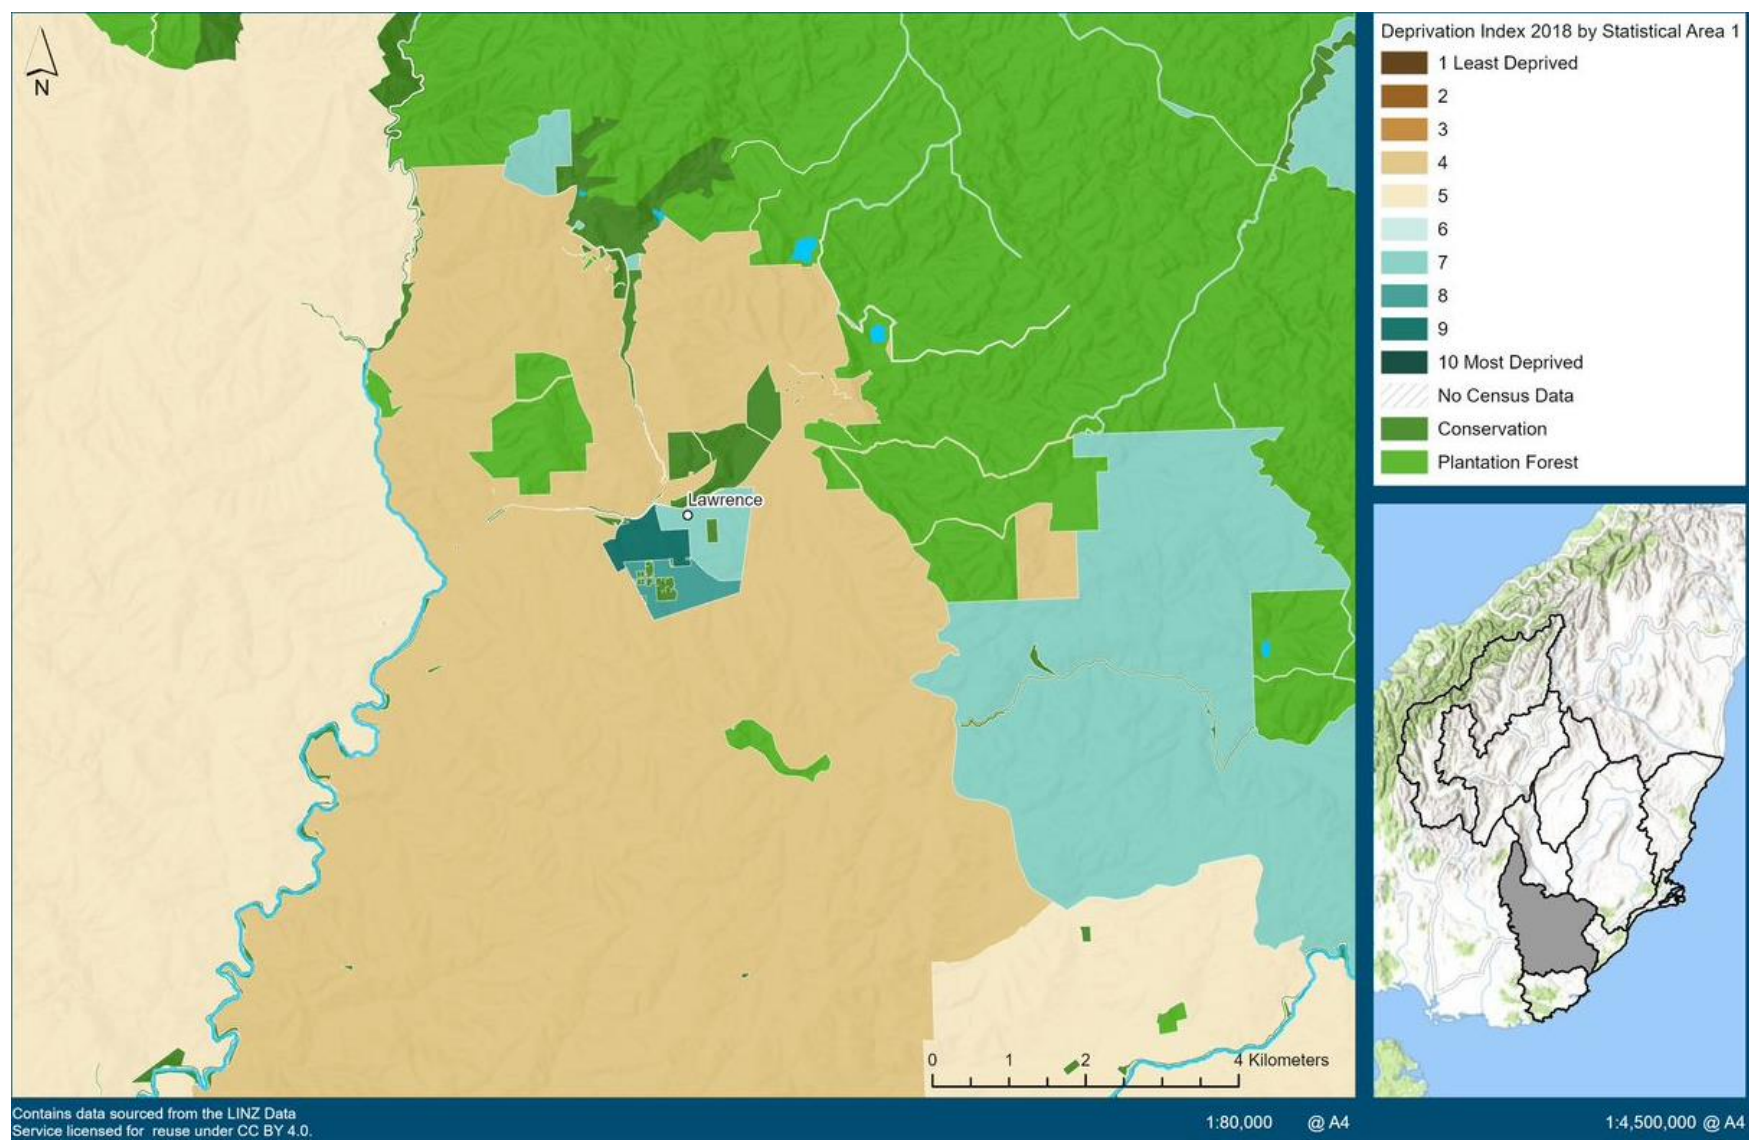 N
Lawrence
0 1 2 4 Kilometers
Deprivation Index 2018 by Statistical Area 1
1 Least Deprived
2
3
4
5
6
7
8
9
10 Most Deprived
No Census Data
Conservation
Plantation Forest
Contains data sourced from the LINZ Data
Service licensed for reuse under CC BY 4.0.
1:80,000 @ A4
1:4,500,000 @ A4